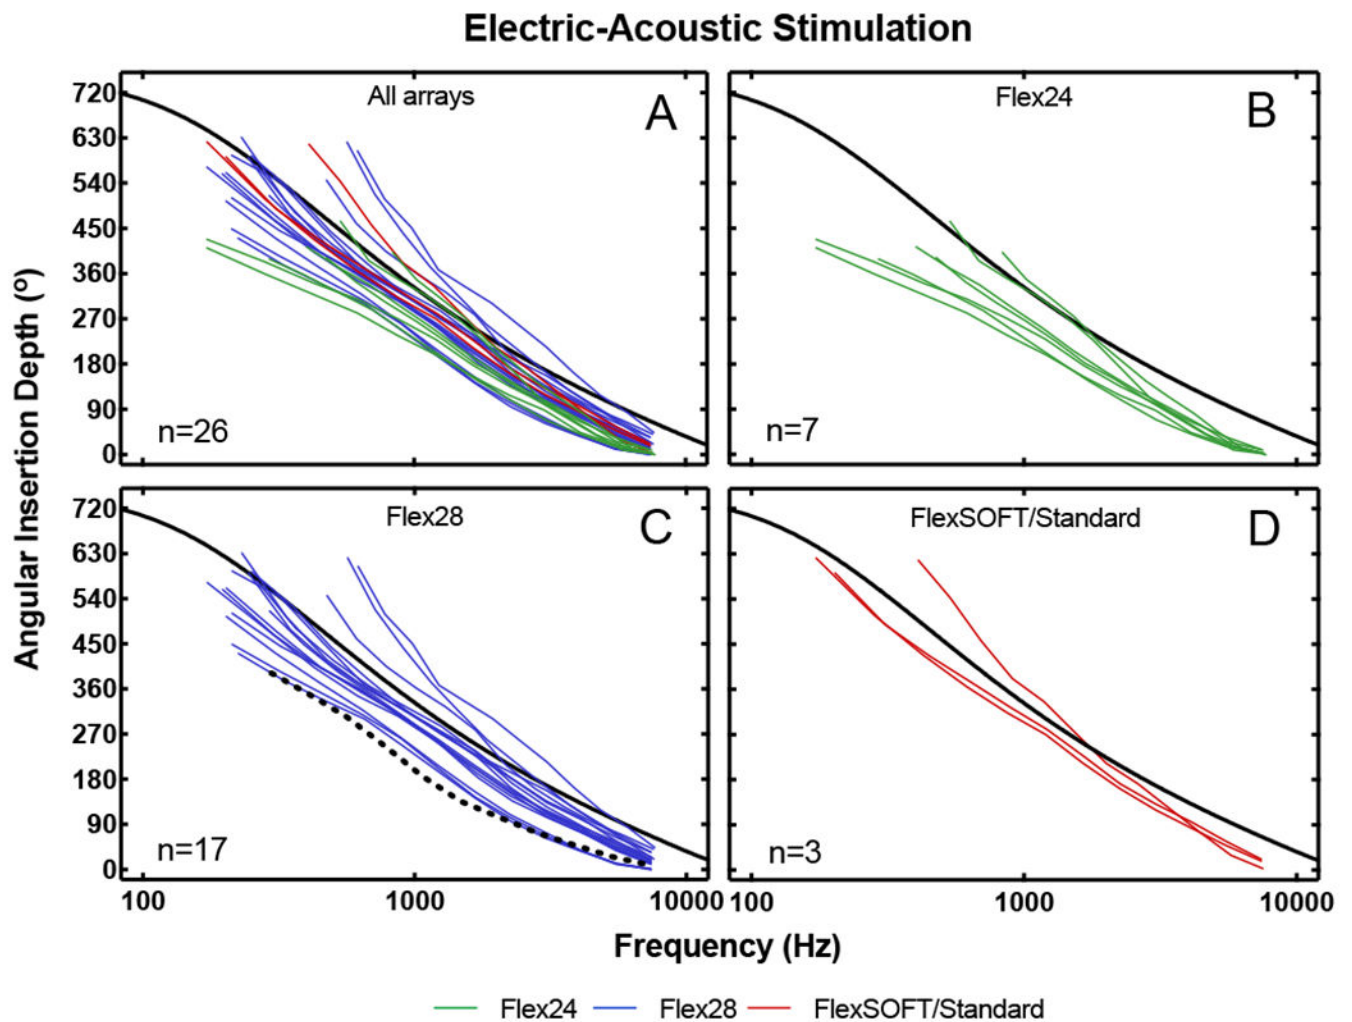 Electric-Acoustic Stimulation
Angular Insertion Depth (º)
All arrays
A
720
630
540
450
360
270
180
90
0
n=26
Flex24
B
n=7
Flex28
C
720
630
540
450
360
270
180
90
0
n=17
100 1000 10000
FlexSOFT/Standard
D
n=3
100 1000 10000
Frequency (Hz)
Flex24 Flex28 FlexSOFT/Standard